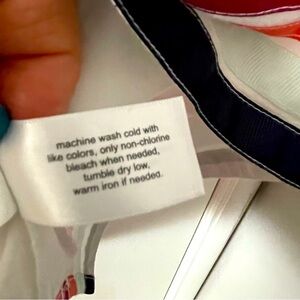 machine wash cold with
like colors, only non-chlorine
bleach when needed,
tumble dry low,
warm iron if needed.